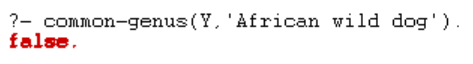 ?- common-genus(Y,'African wild dog').
false.